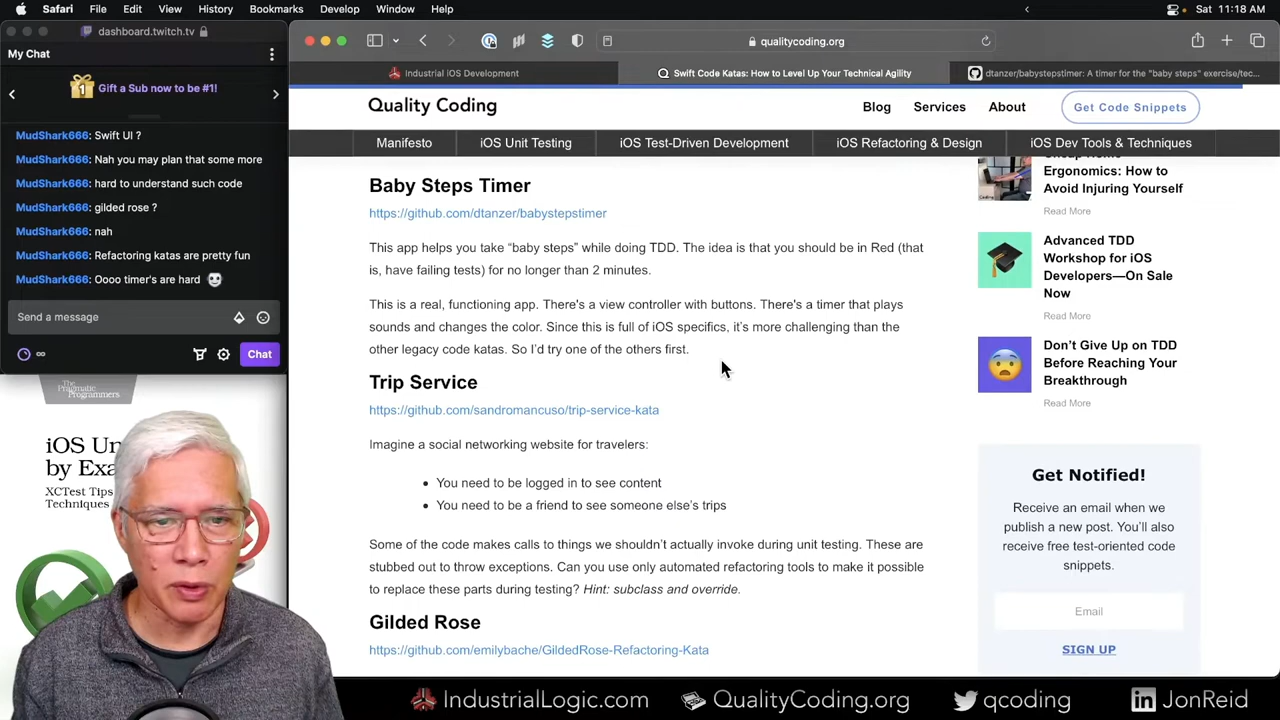 Safari File Edit View History Bookmarks Develop Window Help
Sat 11:18 AM
dashboard.twitch.tv
qualitycoding.org
Industrial iOS Development
Swift Code Katas: How to Level Up Your Technical Agility
dtanzer/babystepstimer: A timer for the "baby steps" exercise/tec...
My Chat
1
Gift a Sub now to be #1!
MudShark666: Swift UI ?
MudShark666: Nah you may plan that some more
MudShark666: hard to understand such code
MudShark666: gilded rose ?
MudShark666: nah
MudShark666: Refactoring katas are pretty fun
MudShark666: Oooo timer's are hard
Send a message
∞
Chat
Quality Coding
Blog
Services
About
Get Code Snippets
Manifesto
iOS Unit Testing
iOS Test-Driven Development
iOS Refactoring & Design
iOS Dev Tools & Techniques
Baby Steps Timer
https://github.com/dtanzer/babystepstimer
This app helps you take “baby steps” while doing TDD. The idea is that you should be in Red (that
is, have failing tests) for no longer than 2 minutes.
This is a real, functioning app. There's a view controller with buttons. There's a timer that plays
sounds and changes the color. Since this is full of iOS specifics, it’s more challenging than the
other legacy code katas. So I’d try one of the others first.
Trip Service
https://github.com/sandromancuso/trip-service-kata
Imagine a social networking website for travelers:
You need to be logged in to see content
You need to be a friend to see someone else’s trips
Some of the code makes calls to things we shouldn’t actually invoke during unit testing. These are
stubbed out to throw exceptions. Can you use only automated refactoring tools to make it possible
to replace these parts during testing? Hint: subclass and override.
Gilded Rose
https://github.com/emilybache/GildedRose-Refactoring-Kata
Cheap Home
Ergonomics: How to
Avoid Injuring Yourself
Read More
Advanced TDD
Workshop for iOS
Developers—On Sale
Now
Read More
Don’t Give Up on TDD
Before Reaching Your
Breakthrough
Read More
Get Notified!
Receive an email when we
publish a new post. You’ll also
receive free test-oriented code
snippets.
Email
SIGN UP
The
Pragmatic
Programmers
iOS Un
by Exa
XCTest Tips
Techniques
IndustrialLogic.com
QualityCoding.org
qcoding
JonReid